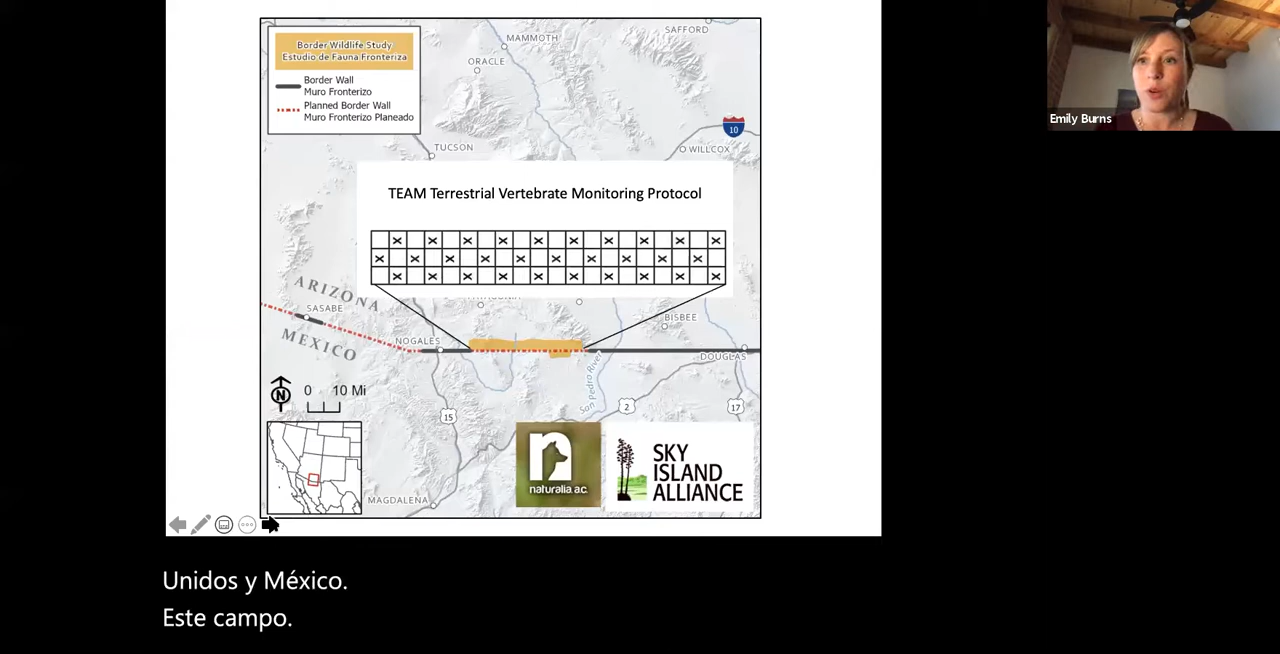 Border Wildlife Study
Estudio de Fauna Fronteriza
Border Wall
Muro Fronterizo
Planned Border Wall
Muro Fronterizo Planeado
MAMMOTH
SAFFORD
ORACLE
10
TUCSON
WILLCOX
TEAM Terrestrial Vertebrate Monitoring Protocol
x x x x x x x x x x
x x x x x x x x x x
x x x x x x x x x x
ARIZONA
SASABE
MEXICO
NOGALES
BISBEE
DOUGLAS
San Pedro River
N
0 10 Mi
15
2
17
MAGDALENA
n
naturalia a.c.
SKY
ISLAND
ALLIANCE
Emily Burns
Unidos y México.
Este campo.